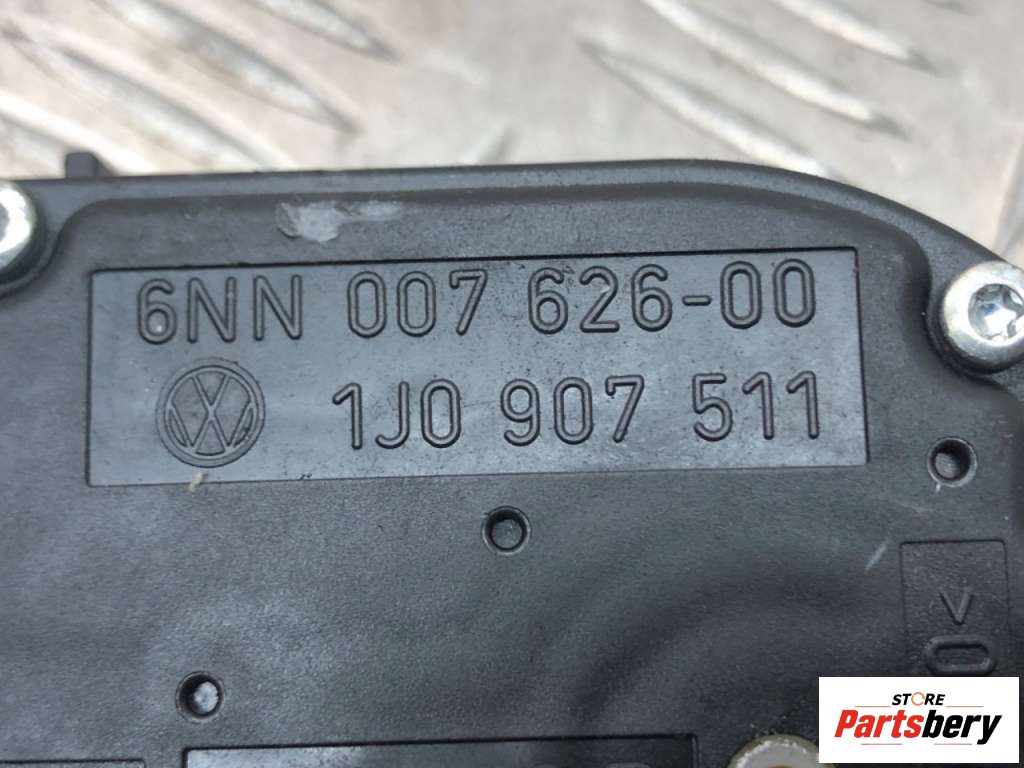 6NN 007 626-00
1J0 907 511
STORE
Partsbery